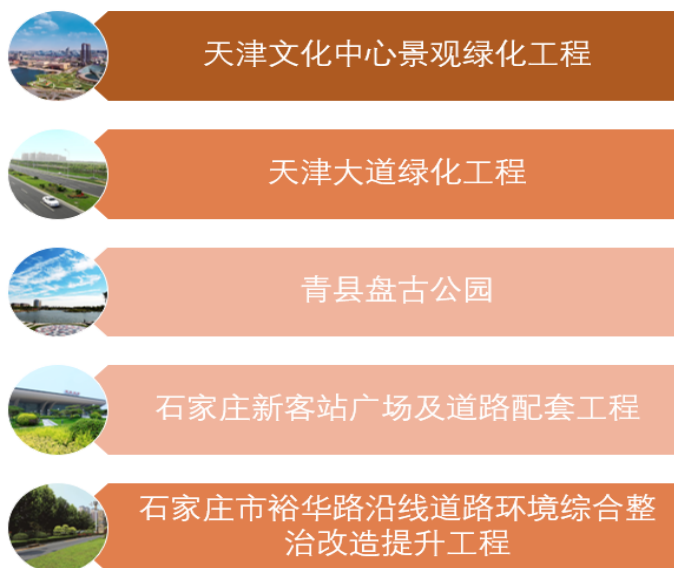 天津文化中心景观绿化工程
天津大道绿化工程
青县盘古公园
石家庄新客站广场及道路配套工程
石家庄市裕华路沿线道路环境综合整
治改造提升工程